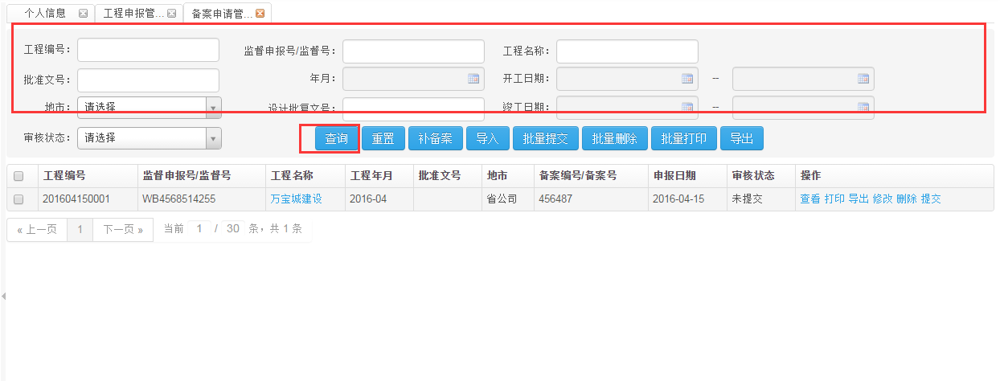 个人信息 工程申报管... 备案申请管...
工程编号： 监督申报号/监督号： 工程名称：
批准文号： 年月： 开工日期： --
地市： 请选择 设计批复文号： 竣工日期： --
审核状态： 请选择 查询 重置 补备案 导入 批量提交 批量删除 批量打印 导出
工程编号 监督申报号/监督号 工程名称 工程年月 批准文号 地市 备案编号/备案号 申报日期 审核状态 操作
201604150001 WB4568514255 万宝城建设 2016-04 省公司 456487 2016-04-15 未提交 查看 打印 导出 修改 删除 提交
« 上一页 1 下一页 » 当前 1 / 30 条，共 1 条